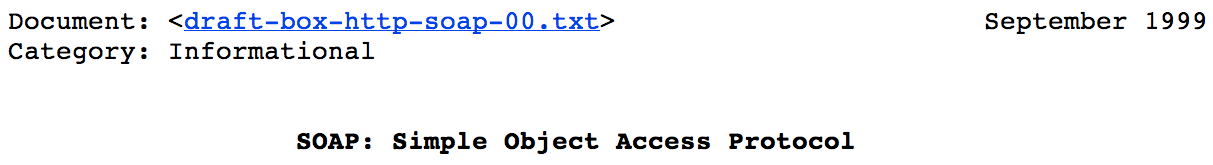 Document: <draft-box-http-soap-00.txt> September 1999
Category: Informational
SOAP: Simple Object Access Protocol